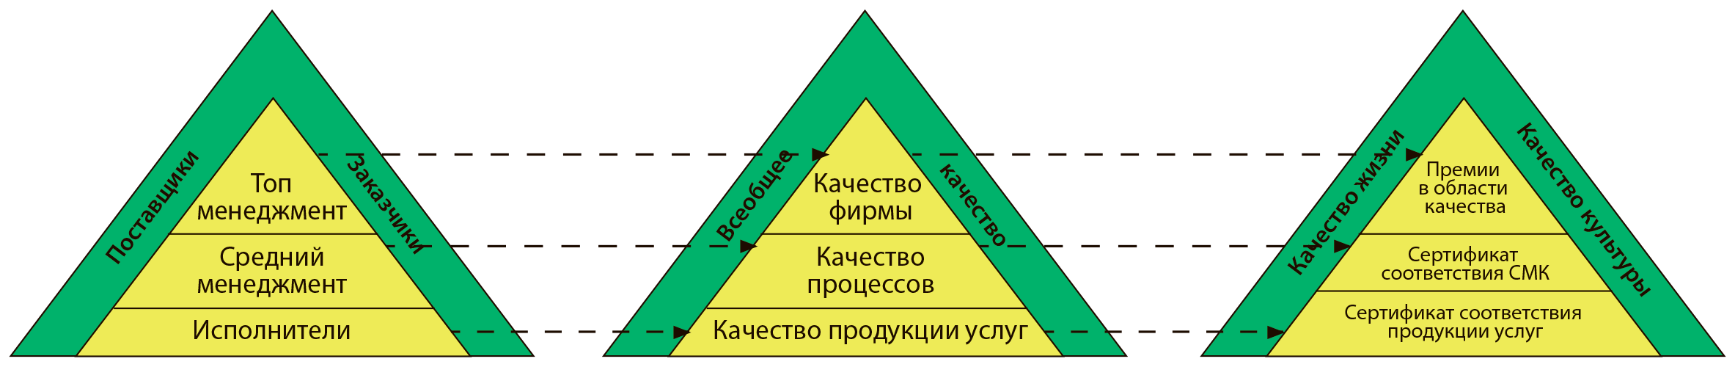 Поставщики
Заказчики
Топ
менеджмент
Средний
менеджмент
Исполнители
Всеобщее
качество
Качество
фирмы
Качество
процессов
Качество продукции услуг
Качество жизни
Качество культуры
Премии
в области
качества
Сертификат
соответствия СМК
Сертификат соответствия
продукции услуг